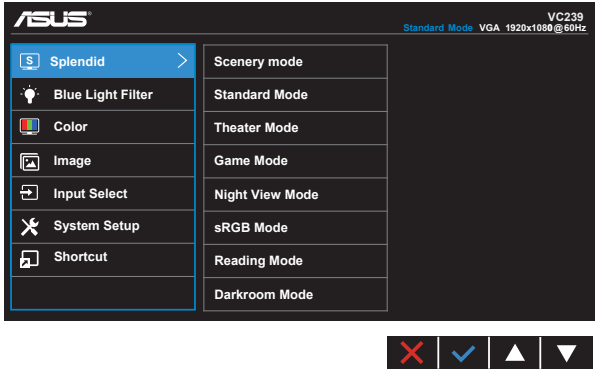 ASUS
VC239
Standard Mode VGA 1920x1080@60Hz
S Splendid
Blue Light Filter
Color
Image
Input Select
System Setup
Shortcut
Scenery mode
Standard Mode
Theater Mode
Game Mode
Night View Mode
sRGB Mode
Reading Mode
Darkroom Mode